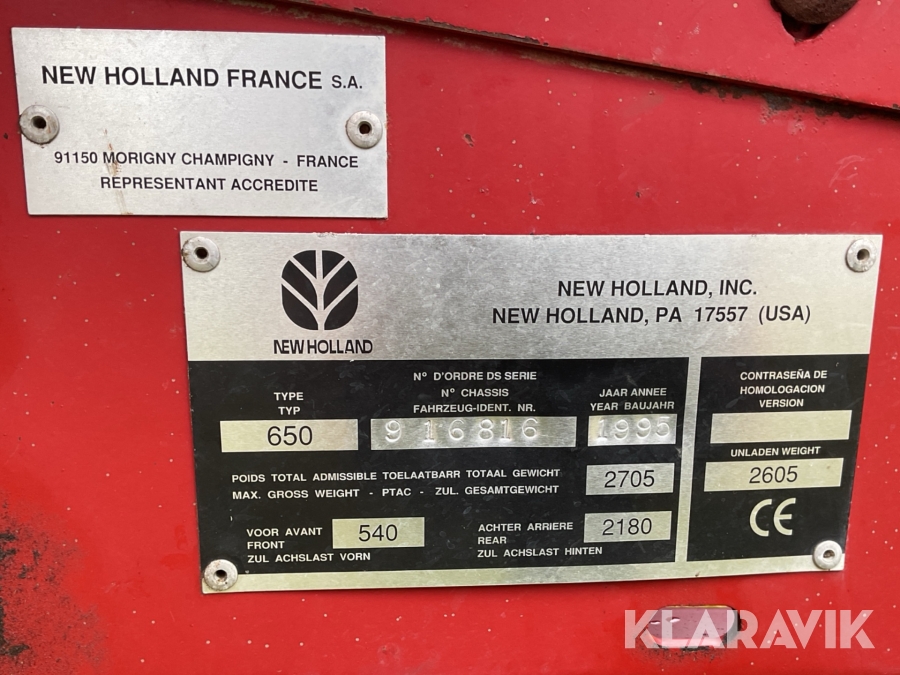 NEW HOLLAND FRANCE S.A.
91150 MORIGNY CHAMPIGNY - FRANCE
REPRESENTANT ACCREDITE
NEW HOLLAND
NEW HOLLAND, INC.
NEW HOLLAND, PA 17557 (USA)
TYPE
TYP
650
Nº D'ORDRE DS SERIE
Nº CHASSIS
FAHRZEUG-IDENT. NR.
916816
JAAR ANNEE
YEAR BAUJAHR
1995
CONTRASEÑA DE
HOMOLOGACION
VERSION
POIDS TOTAL ADMISSIBLE TOELAATBARR TOTAAL GEWICHT
MAX. GROSS WEIGHT - PTAC - ZUL. GESAMTGEWICHT
2705
UNLADEN WEIGHT
2605
VOOR AVANT
FRONT
ZUL ACHSLAST VORN
540
ACHTER ARRIERE
REAR
ZUL ACHSLAST HINTEN
2180
CE
KLARAVIK